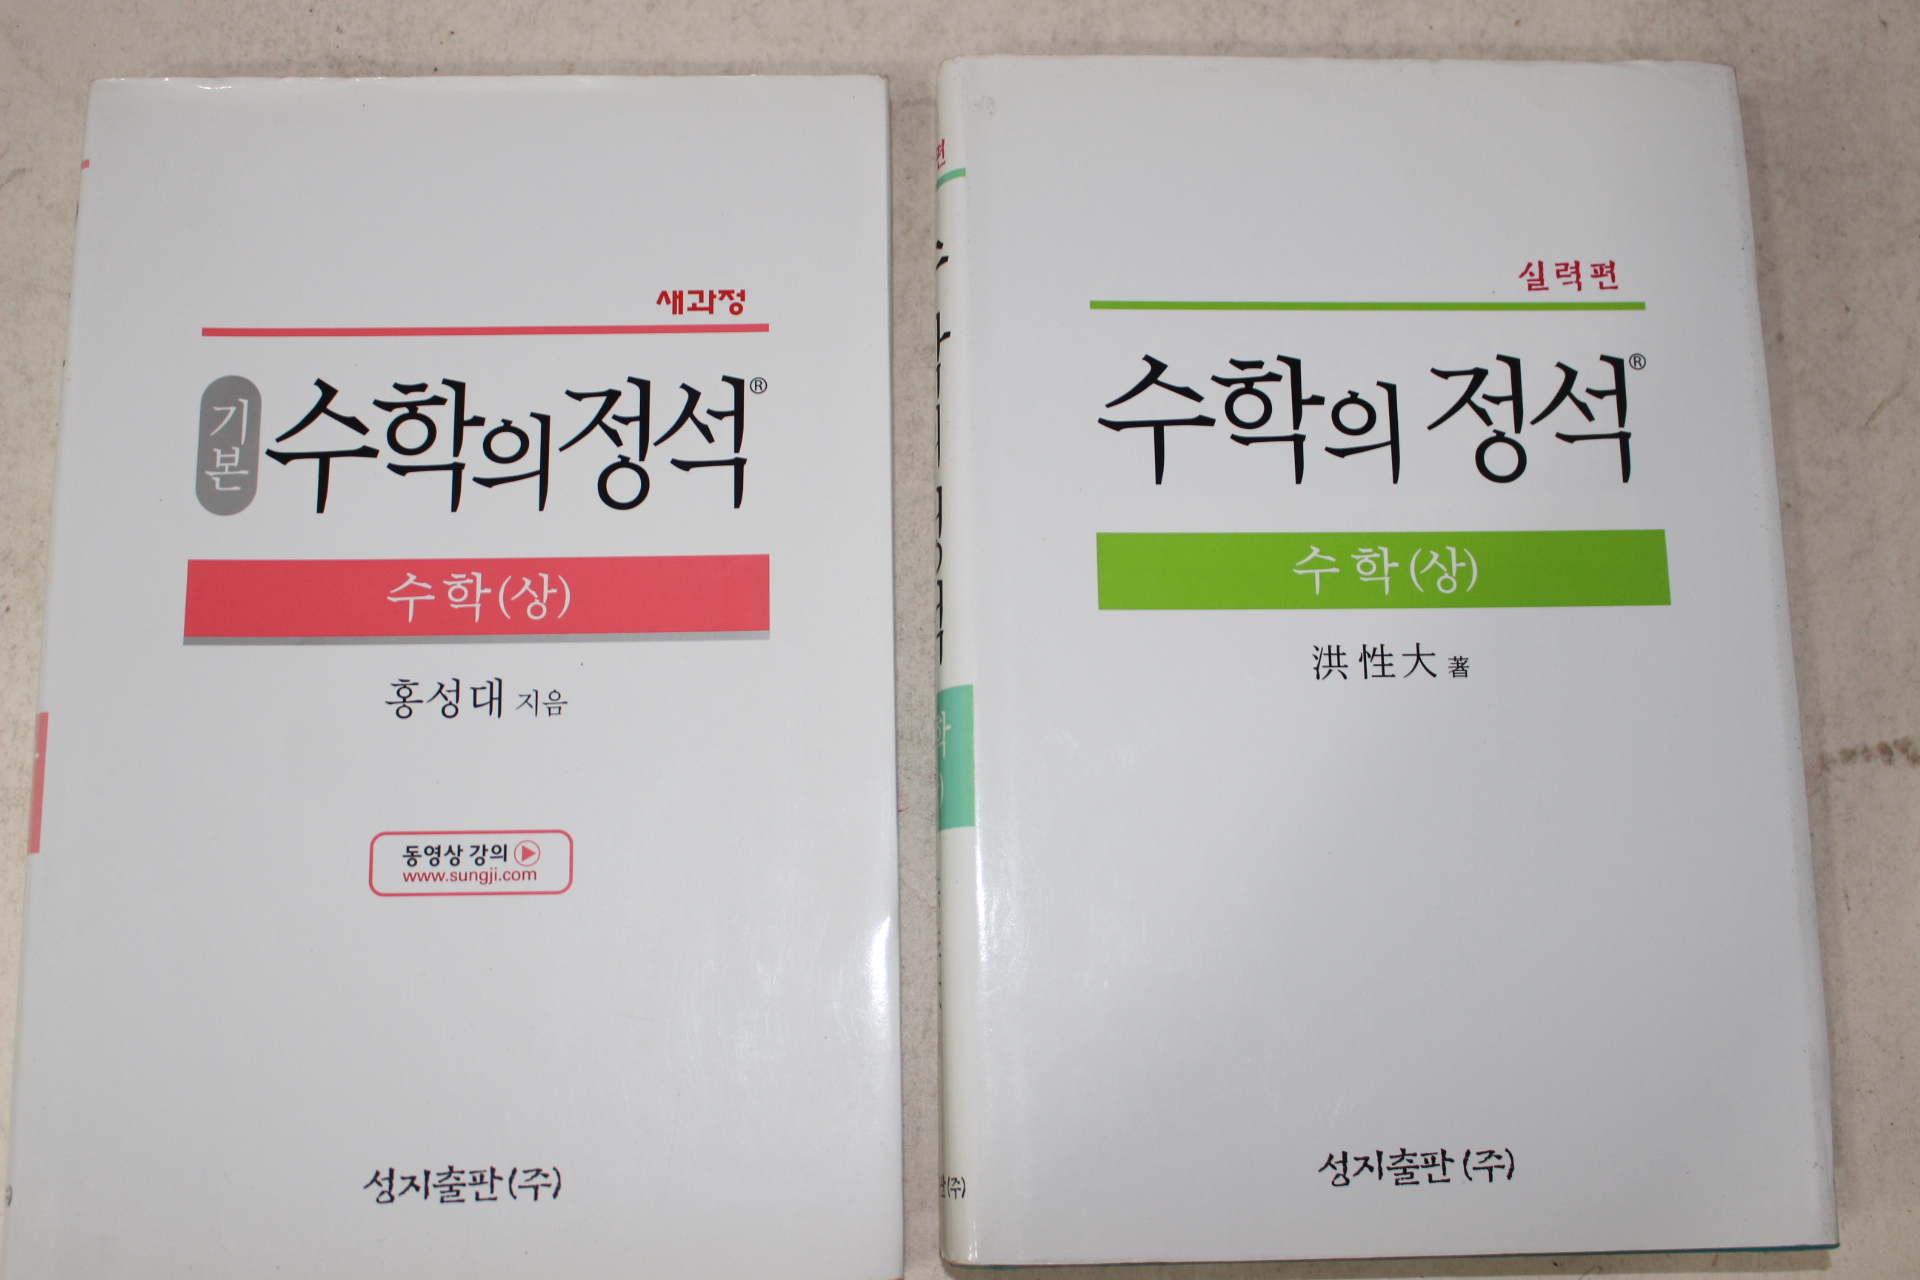 새과정
기본
수학의 정석®
수학(상)
홍성대 지음
동영상 강의
www.sungji.com
성지출판(주)
실력편
수학의 정석®
수학(상)
洪性大 著
성지출판(주)